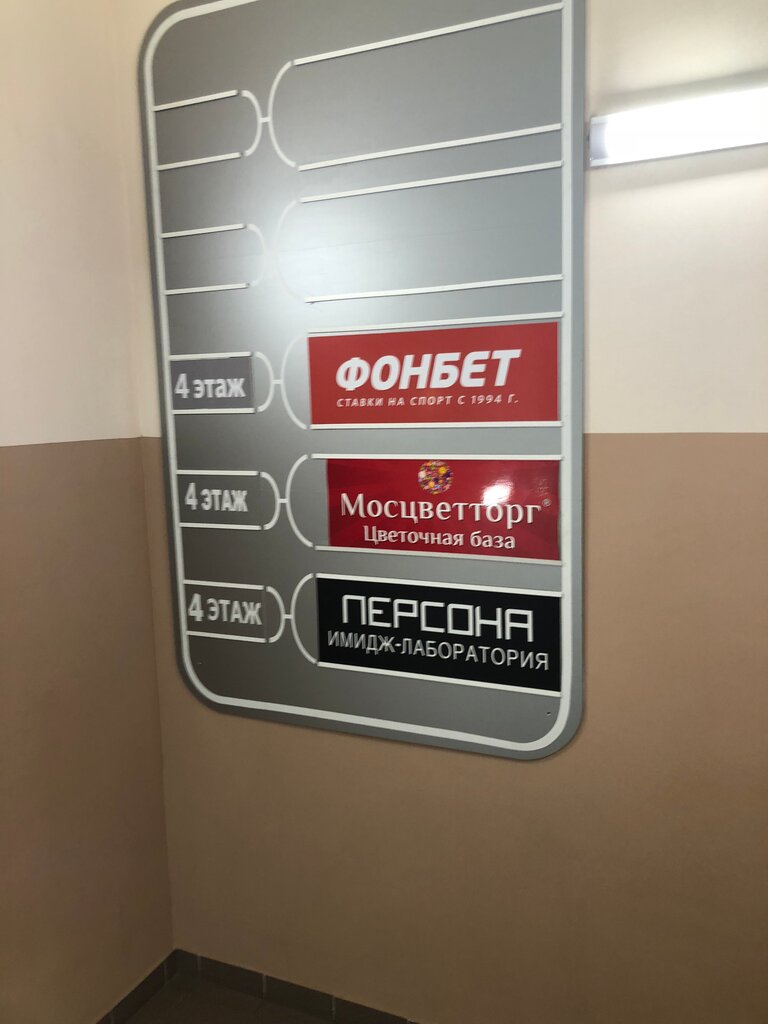 4 этаж
ФОНБЕТ
СТАВКИ НА СПОРТ С 1994 Г.
4 ЭТАЖ
Мосцветторг®
Цветочная база
4 ЭТАЖ
ПЕРСОНА
ИМИДЖ-ЛАБОРАТОРИЯ